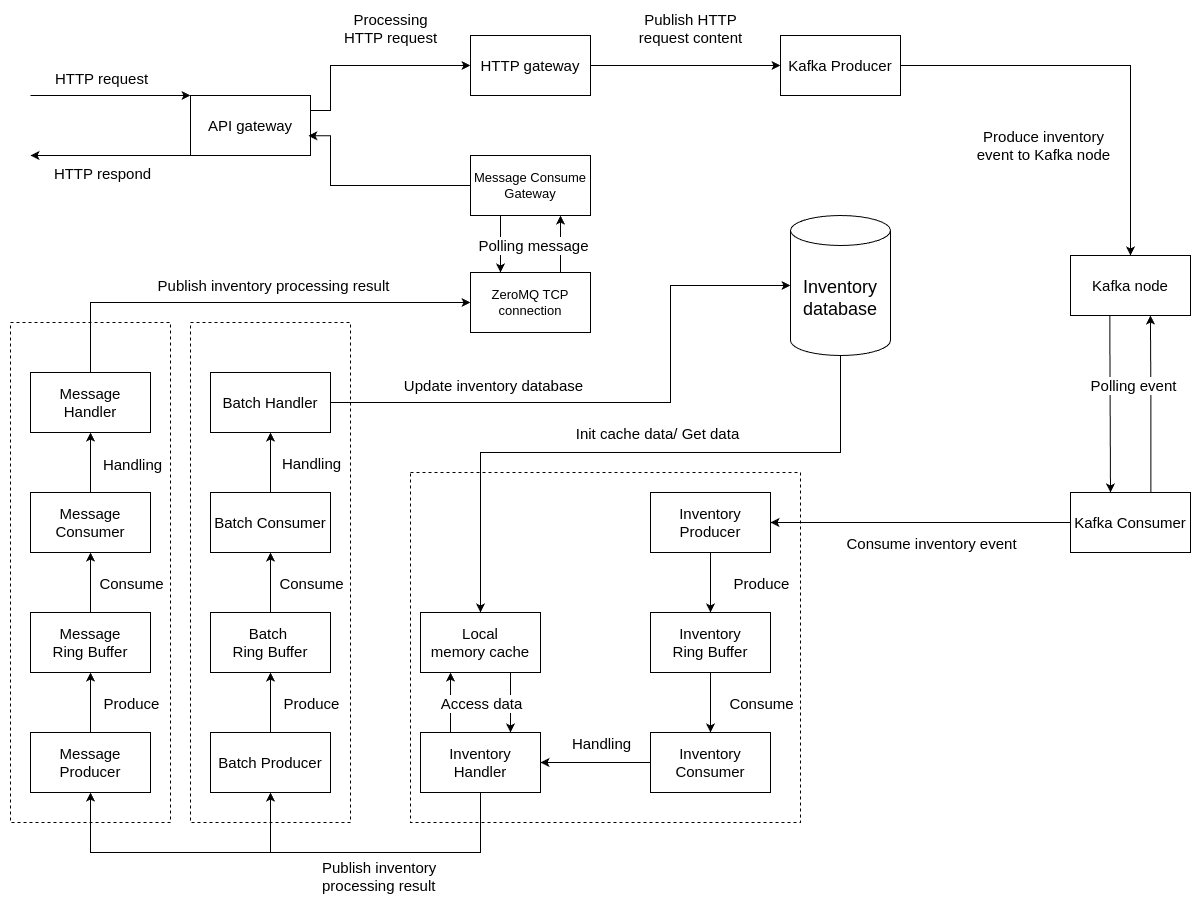 Processing
HTTP request
Publish HTTP
request content
HTTP request
HTTP gateway
Kafka Producer
API gateway
HTTP respond
Produce inventory
event to Kafka node
Message Consume
Gateway
Polling message
Publish inventory processing result
ZeroMQ TCP
connection
Inventory
database
Kafka node
Polling event
Update inventory database
Init cache data/ Get data
Message
Handler
Batch Handler
Handling
Handling
Message
Consumer
Batch Consumer
Inventory
Producer
Kafka Consumer
Consume inventory event
Consume
Consume
Produce
Message
Ring Buffer
Batch
Ring Buffer
Local
memory cache
Inventory
Ring Buffer
Produce
Produce
Access data
Consume
Message
Producer
Batch Producer
Inventory
Handler
Handling
Inventory
Consumer
Publish inventory
processing result